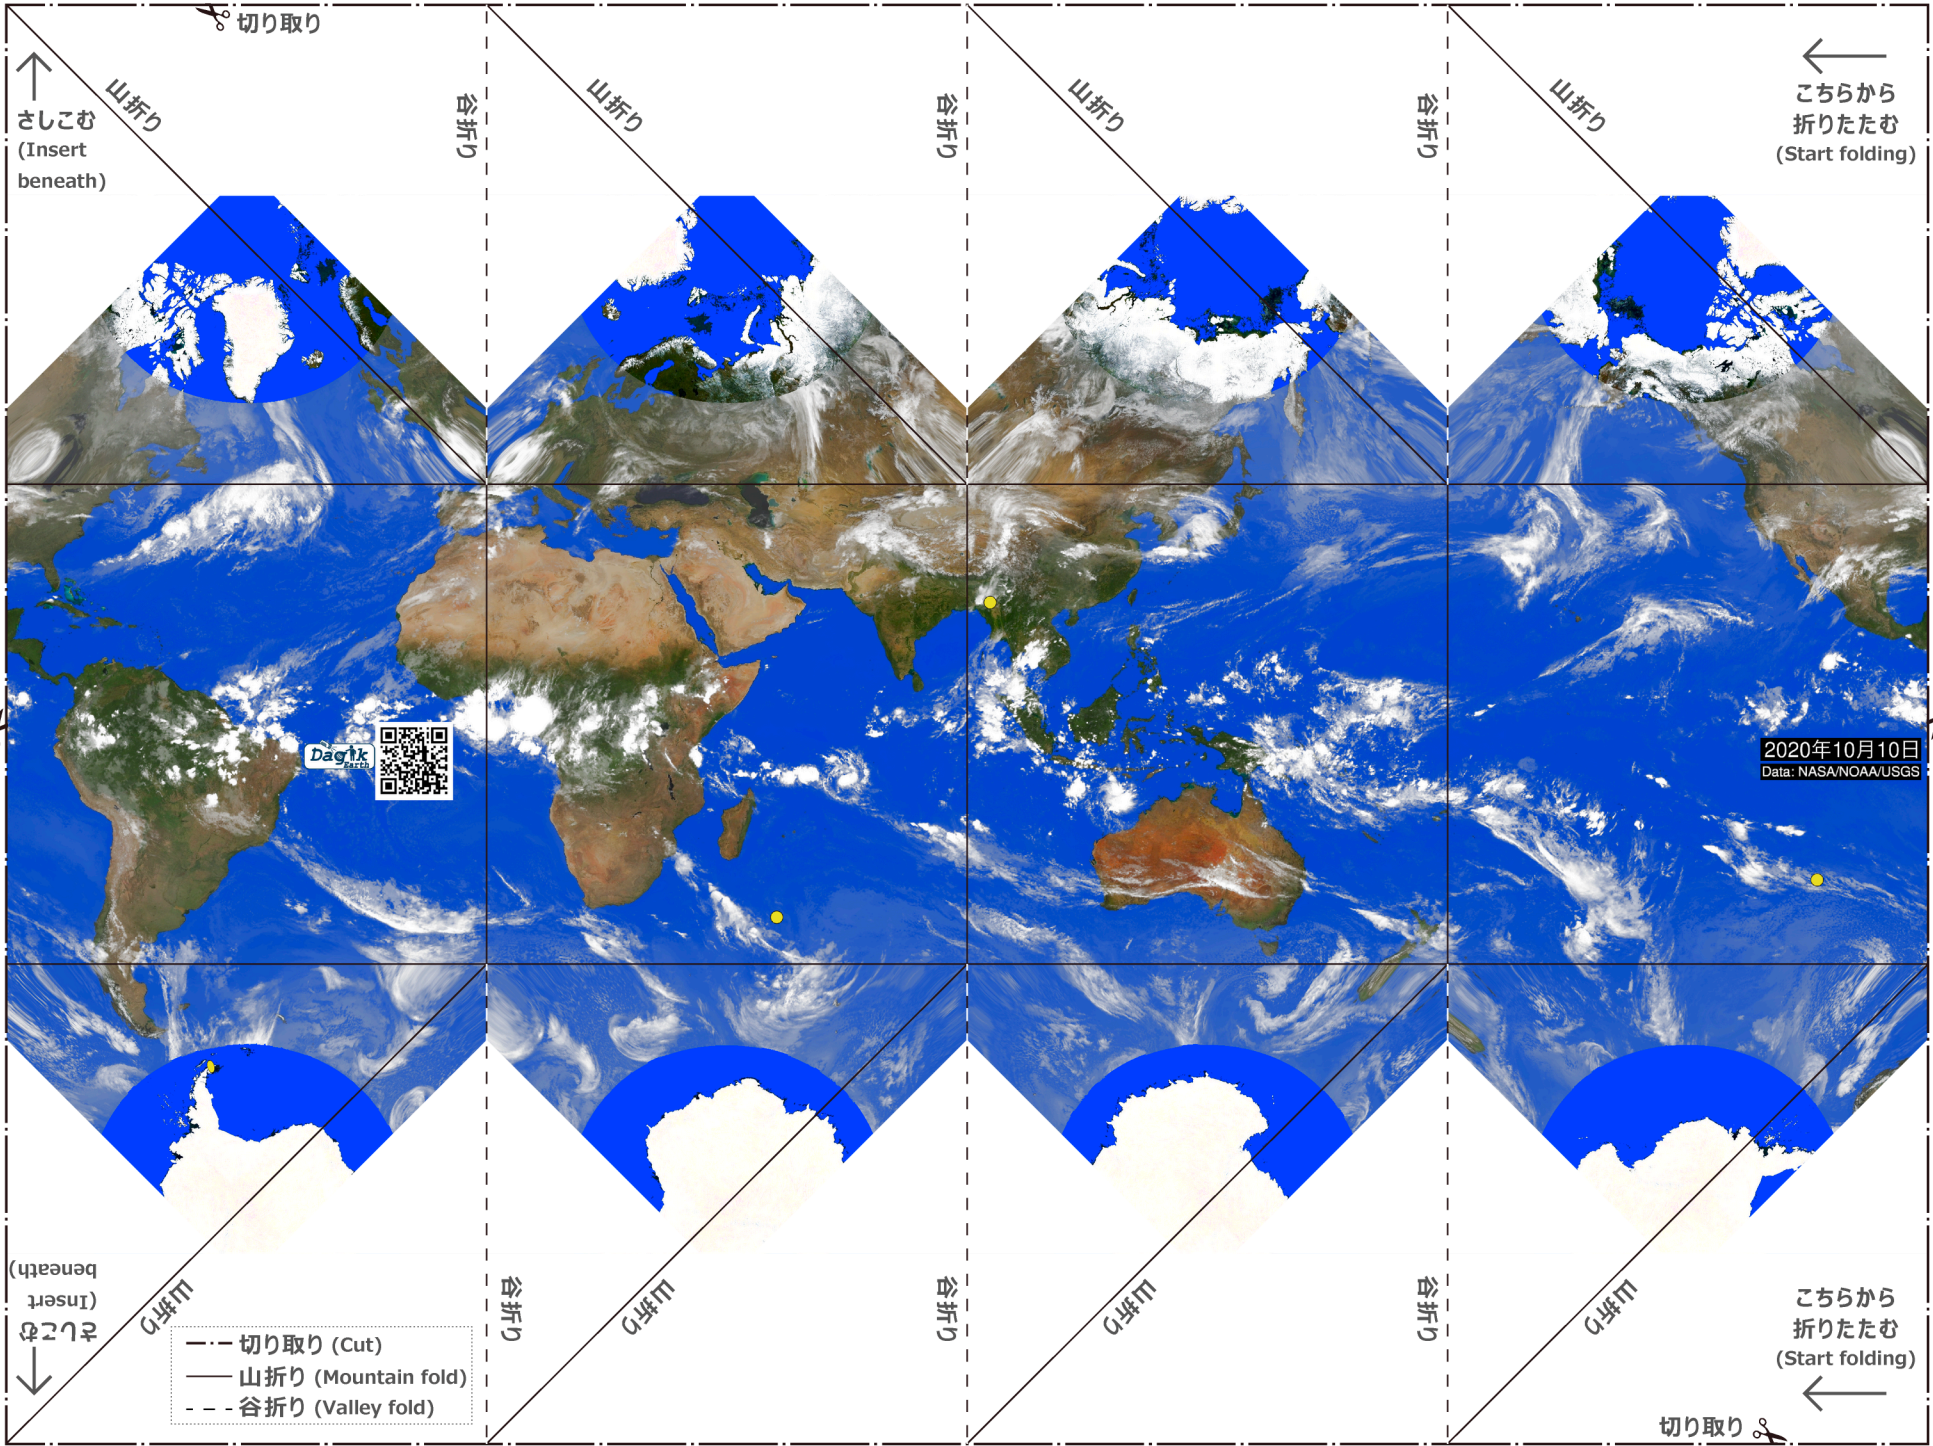 切り取り
山折り
谷折り
山折り
谷折り
山折り
谷折り
山折り
さしこむ
(Insert
beneath)
こちらから
折りたたむ
(Start folding)
Dagik
Earth
2020年10月10日
Data: NASA/NOAA/USGS
さしこむ
(Insert
beneath)
山折り
谷折り
山折り
谷折り
山折り
谷折り
山折り
こちらから
折りたたむ
(Start folding)
切り取り (Cut)
山折り (Mountain fold)
谷折り (Valley fold)
切り取り